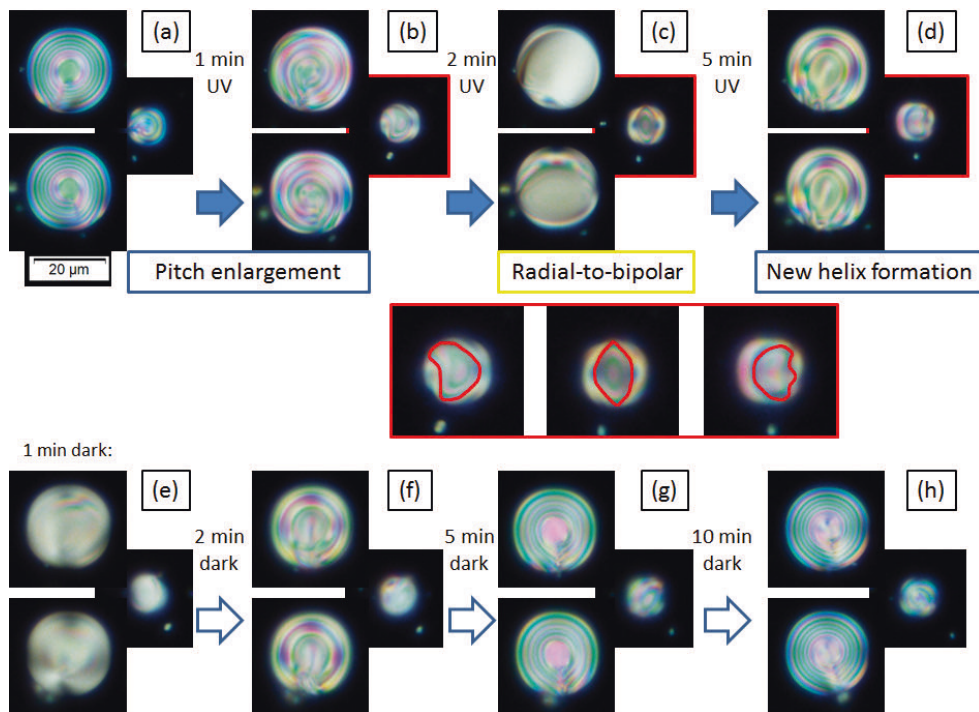 (a)
1 min
UV
(b)
2 min
UV
(c)
5 min
UV
(d)
20 µm
Pitch enlargement
Radial-to-bipolar
New helix formation
1 min dark:
(e)
2 min
dark
(f)
5 min
dark
(g)
10 min
dark
(h)